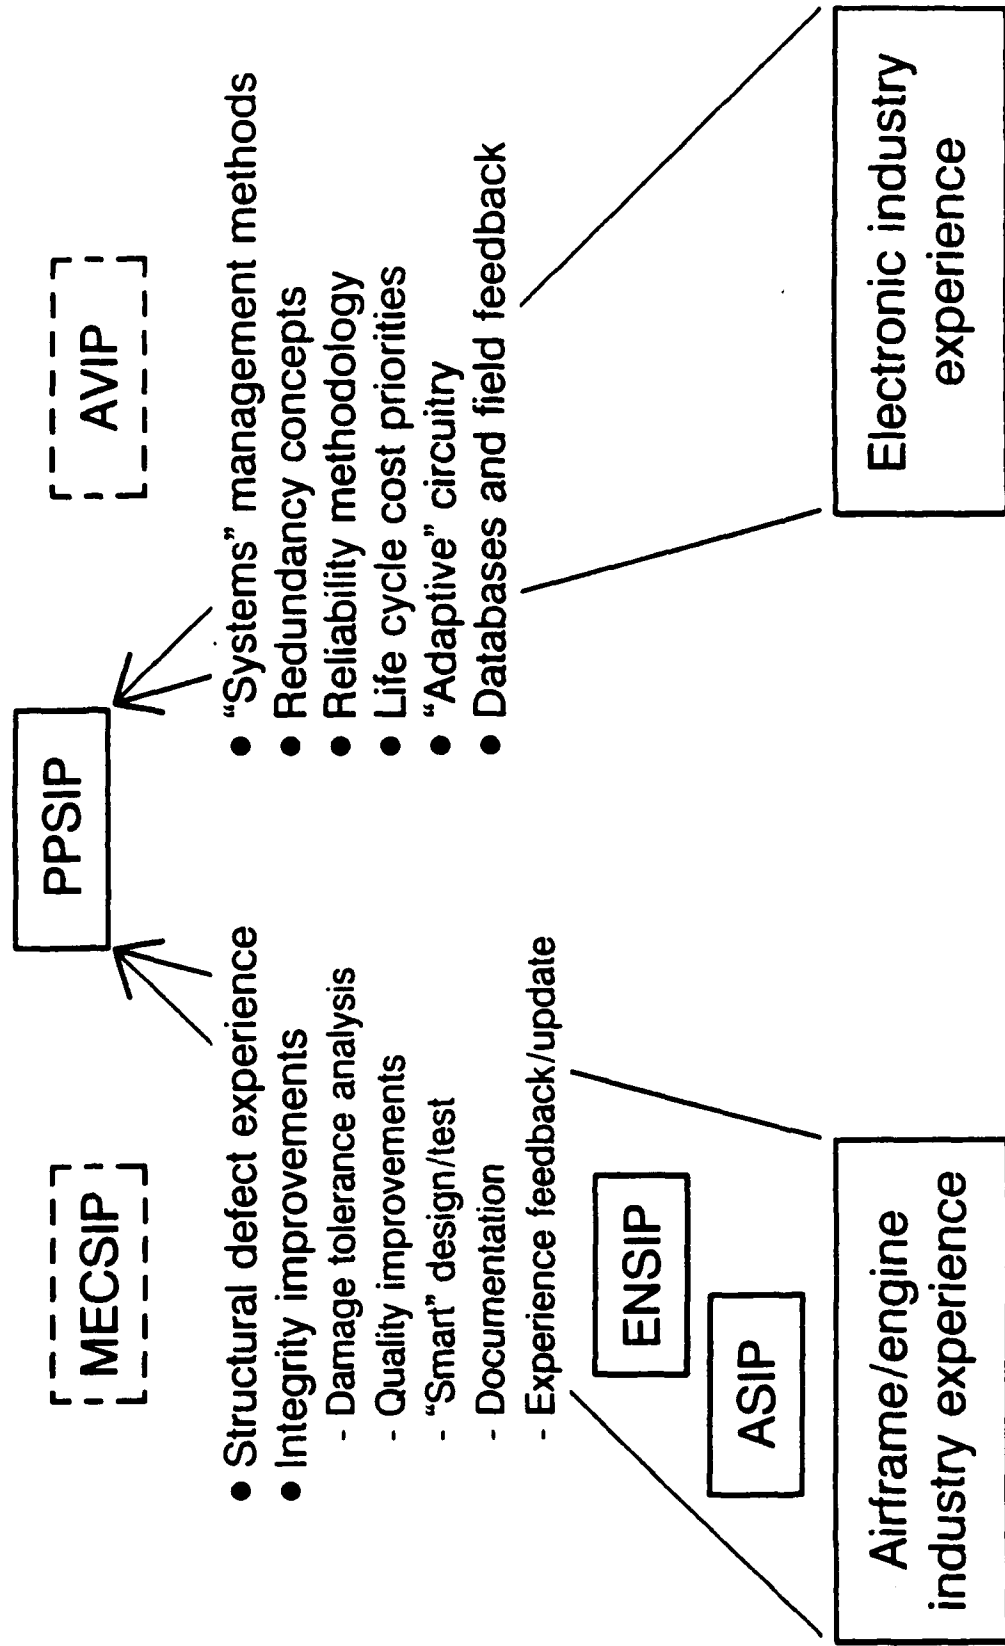 PPSIP
MECSIP
AVIP
● Structural defect experience
● Integrity improvements
- Damage tolerance analysis
- Quality improvements
- “Smart” design/test
- Documentation
- Experience feedback/update
ENSIP
ASIP
Airframe/engine
industry experience
● “Systems” management methods
● Redundancy concepts
● Reliability methodology
● Life cycle cost priorities
● “Adaptive” circuitry
● Databases and field feedback
Electronic industry
experience